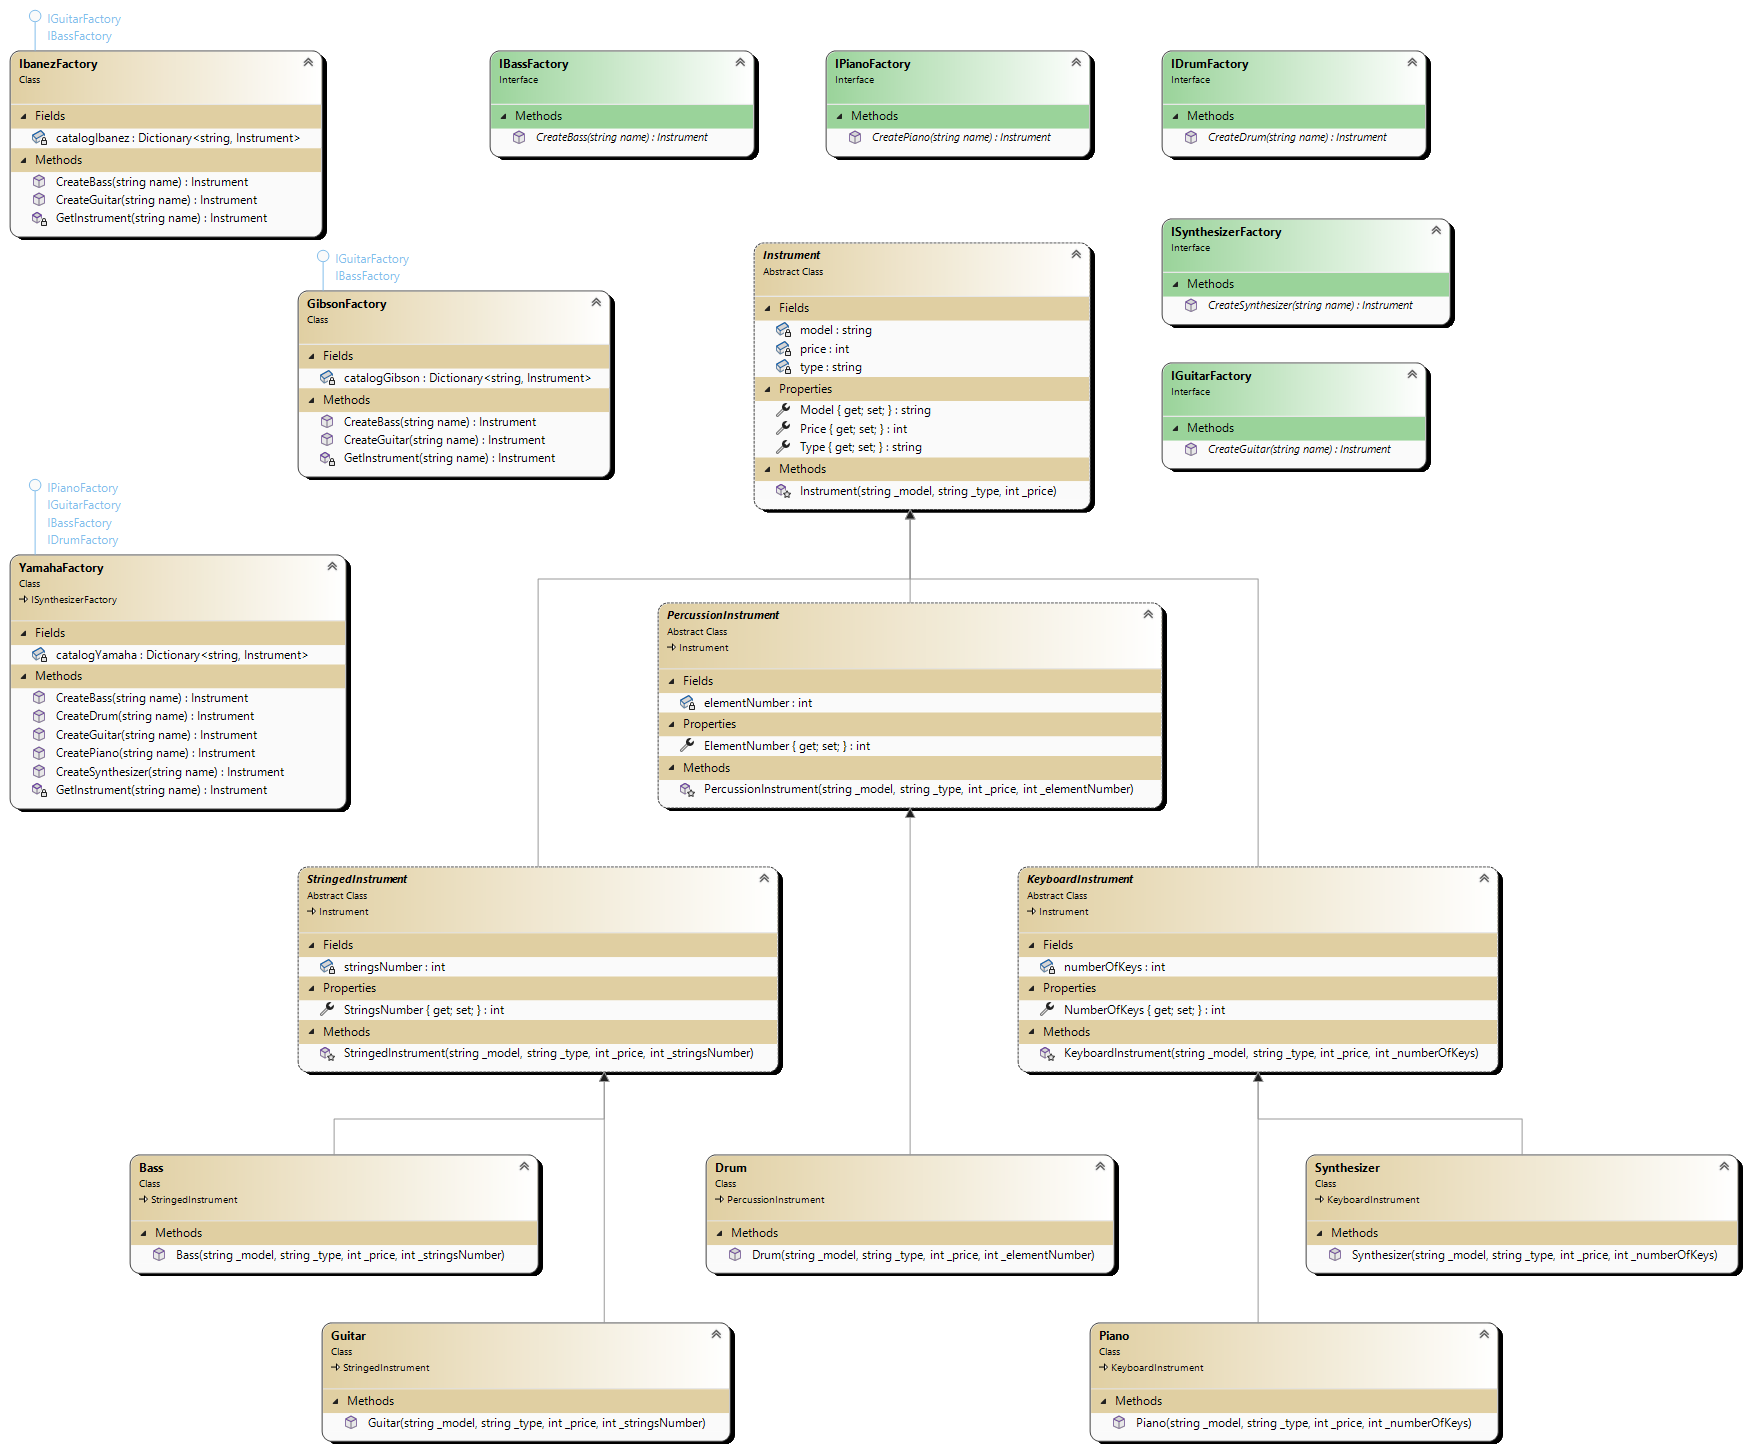 IGuitarFactory
IBassFactory
IbanezFactory
Class
Fields
catalogIbanez : Dictionary<string, Instrument>
Methods
CreateBass(string name) : Instrument
CreateGuitar(string name) : Instrument
GetInstrument(string name) : Instrument
IBassFactory
Interface
Methods
CreateBass(string name) : Instrument
IPianoFactory
Interface
Methods
CreatePiano(string name) : Instrument
IDrumFactory
Interface
Methods
CreateDrum(string name) : Instrument
ISynthesizerFactory
Interface
Methods
CreateSynthesizer(string name) : Instrument
IGuitarFactory
IBassFactory
GibsonFactory
Class
Fields
catalogGibson : Dictionary<string, Instrument>
Methods
CreateBass(string name) : Instrument
CreateGuitar(string name) : Instrument
GetInstrument(string name) : Instrument
Instrument
Abstract Class
Fields
model : string
price : int
type : string
Properties
Model { get; set; } : string
Price { get; set; } : int
Type { get; set; } : string
Methods
Instrument(string _model, string _type, int _price)
IGuitarFactory
Interface
Methods
CreateGuitar(string name) : Instrument
IPianoFactory
IGuitarFactory
IBassFactory
IDrumFactory
YamahaFactory
Class
ISynthesizerFactory
Fields
catalogYamaha : Dictionary<string, Instrument>
Methods
CreateBass(string name) : Instrument
CreateDrum(string name) : Instrument
CreateGuitar(string name) : Instrument
CreatePiano(string name) : Instrument
CreateSynthesizer(string name) : Instrument
GetInstrument(string name) : Instrument
PercussionInstrument
Abstract Class
Instrument
Fields
elementNumber : int
Properties
ElementNumber { get; set; } : int
Methods
PercussionInstrument(string _model, string _type, int _price, int _elementNumber)
StringedInstrument
Abstract Class
Instrument
Fields
stringsNumber : int
Properties
StringsNumber { get; set; } : int
Methods
StringedInstrument(string _model, string _type, int _price, int _stringsNumber)
KeyboardInstrument
Abstract Class
Instrument
Fields
numberOfKeys : int
Properties
NumberOfKeys { get; set; } : int
Methods
KeyboardInstrument(string _model, string _type, int _price, int _numberOfKeys)
Bass
Class
StringedInstrument
Methods
Bass(string _model, string _type, int _price, int _stringsNumber)
Drum
Class
PercussionInstrument
Methods
Drum(string _model, string _type, int _price, int _elementNumber)
Synthesizer
Class
KeyboardInstrument
Methods
Synthesizer(string _model, string _type, int _price, int _numberOfKeys)
Guitar
Class
StringedInstrument
Methods
Guitar(string _model, string _type, int _price, int _stringsNumber)
Piano
Class
KeyboardInstrument
Methods
Piano(string _model, string _type, int _price, int _numberOfKeys)